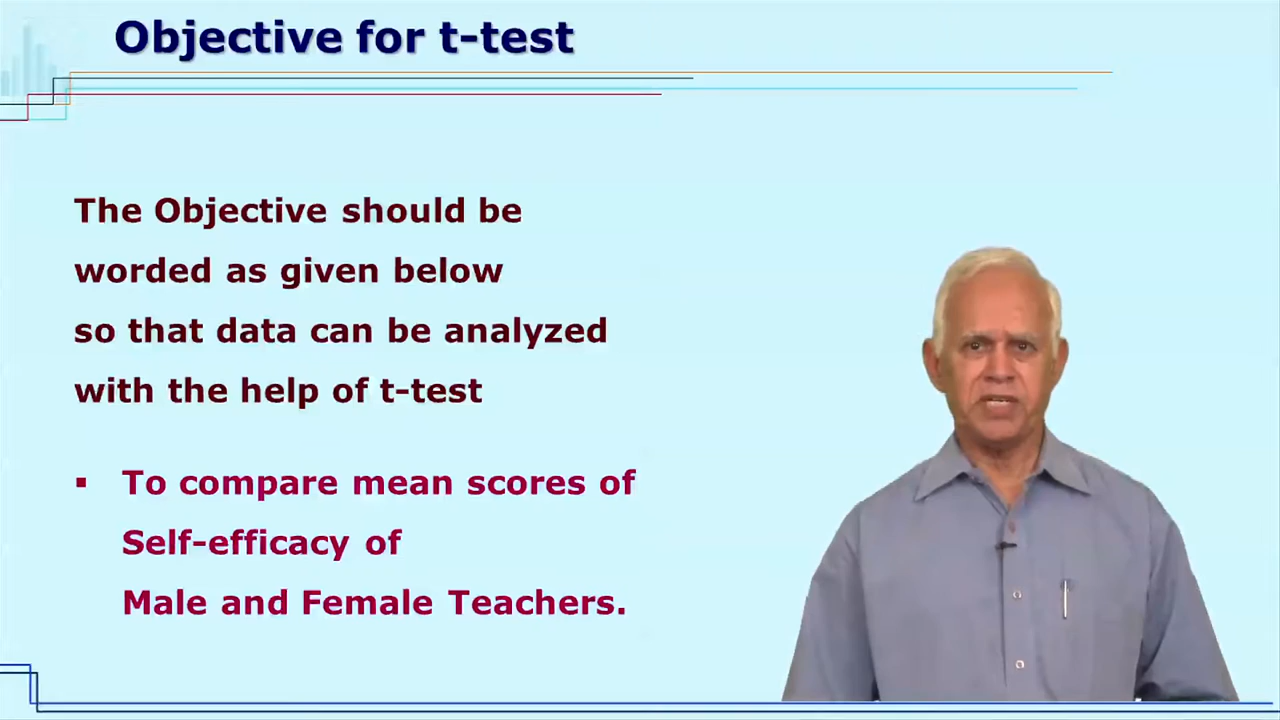 Objective for t-test
The Objective should be
worded as given below
so that data can be analyzed
with the help of t-test
▪ To compare mean scores of
Self-efficacy of
Male and Female Teachers.